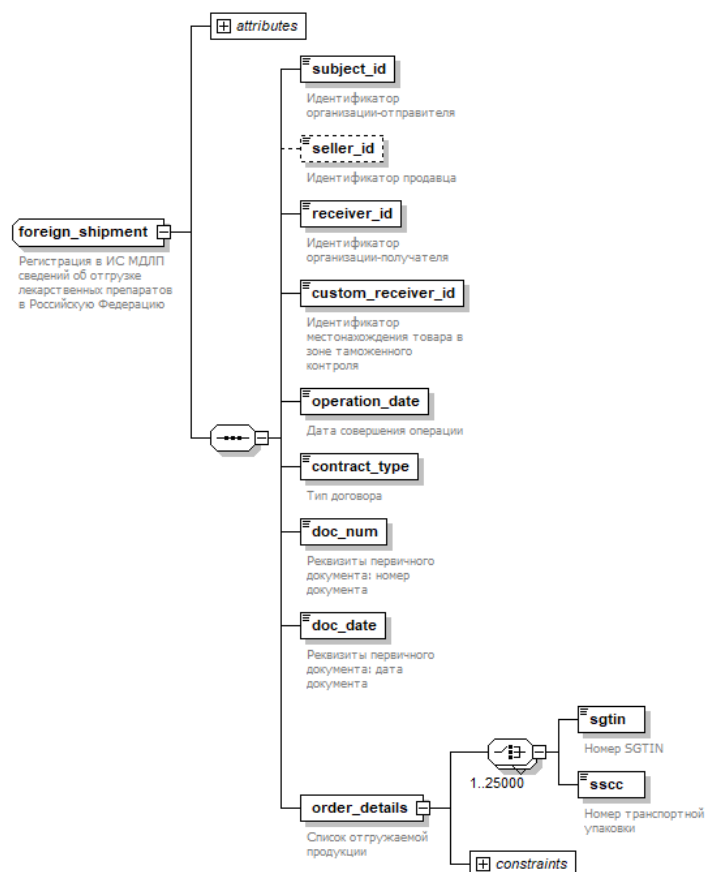 attributes
subject_id
Идентификатор
организации-отправителя
seller_id
Идентификатор продавца
receiver_id
Идентификатор
организации-получателя
foreign_shipment
Регистрация в ИС МДЛП
сведений об отгрузке
лекарственных препаратов
в Российскую Федерацию
custom_receiver_id
Идентификатор
местонахождения товара в
зоне таможенного
контроля
operation_date
Дата совершения операции
contract_type
Тип договора
doc_num
Реквизиты первичного
документа: номер
документа
doc_date
Реквизиты первичного
документа: дата
документа
order_details
Список отгружаемой
продукции
1..25000
sgtin
Номер SGTIN
sscc
Номер транспортной
упаковки
constraints